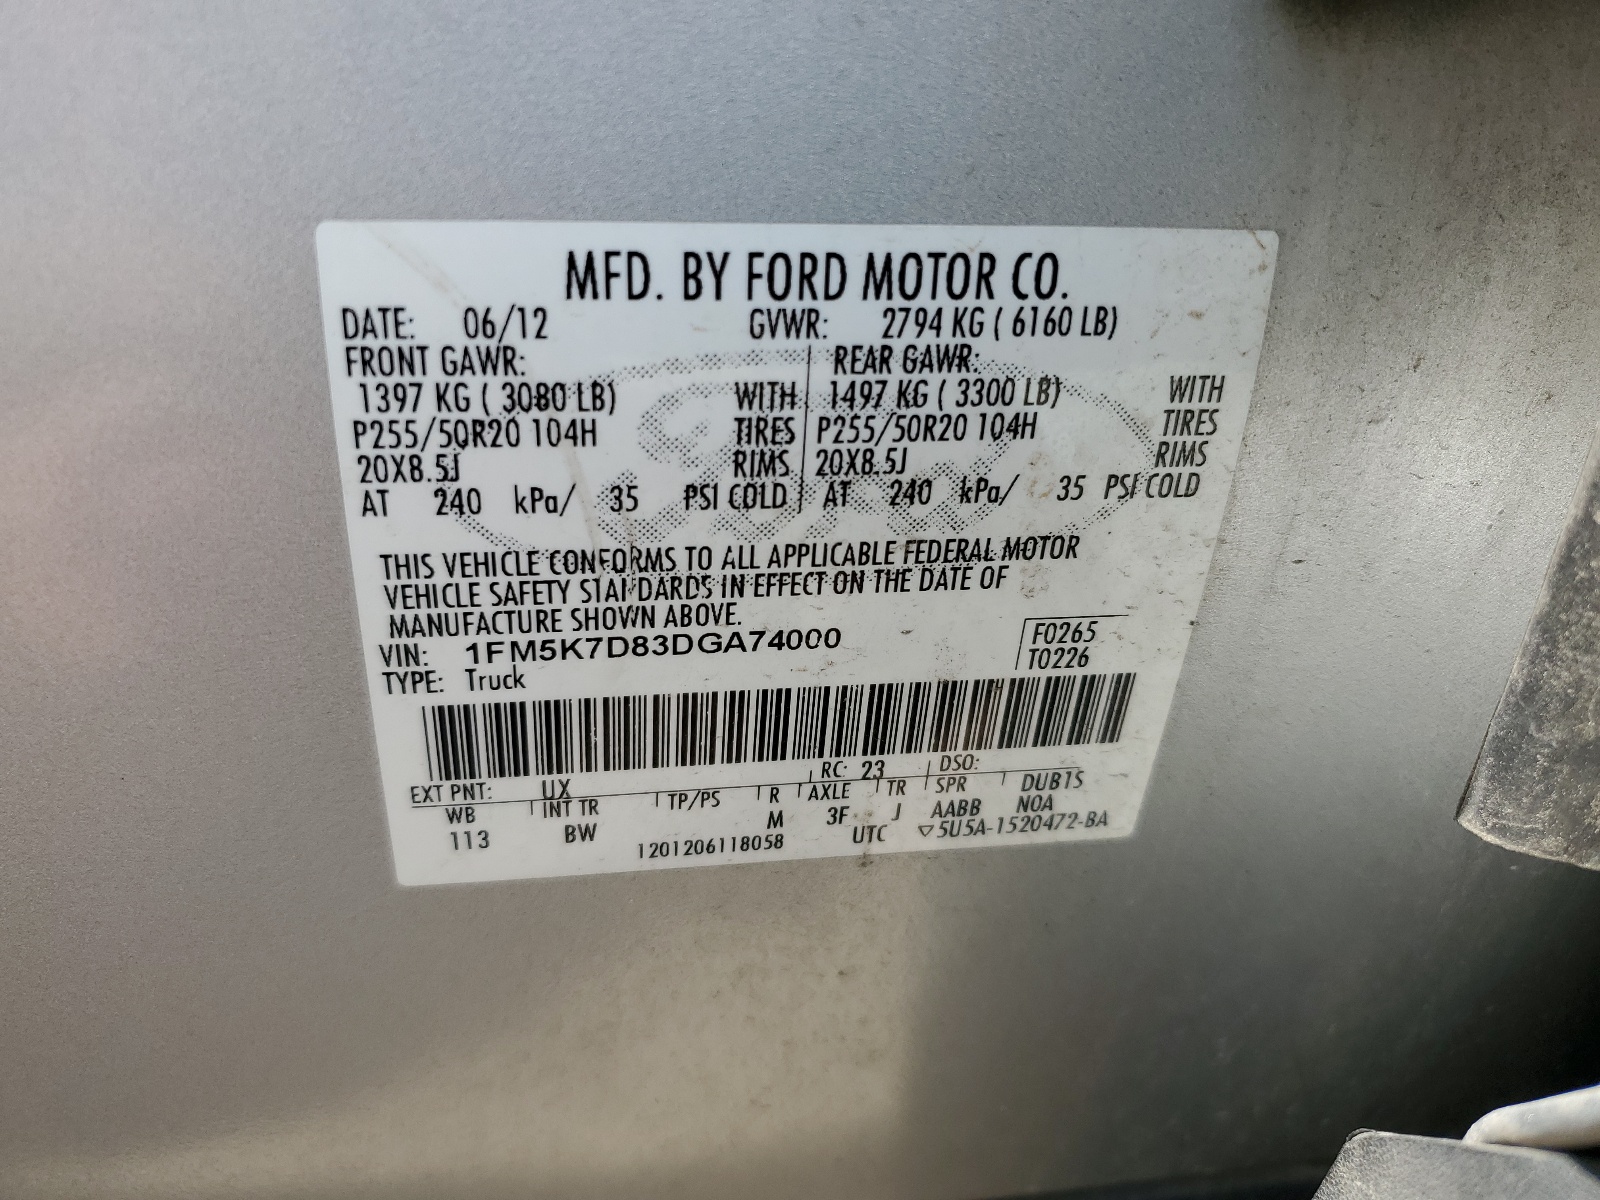 MFD. BY FORD MOTOR CO.
DATE: 06/12 GVWR: 2794 KG ( 6160 LB)
FRONT GAWR: REAR GAWR:
1397 KG ( 3080 LB) WITH 1497 KG ( 3300 LB) WITH
P255/50R20 104H TIRES P255/50R20 104H TIRES
20X8.5J RIMS 20X8.5J RIMS
AT 240 kPa/ 35 PSI COLD AT 240 kPa/ 35 PSI COLD
THIS VEHICLE CONFORMS TO ALL APPLICABLE FEDERAL MOTOR
VEHICLE SAFETY STANDARDS IN EFFECT ON THE DATE OF
MANUFACTURE SHOWN ABOVE.
VIN: 1FM5K7D83DGA74000 F0265
TYPE: Truck T0226
EXT PNT: UX RC: 23 DSO:
WB INT TR TP/PS R AXLE TR SPR DUB1S
113 BW M 3F J AABB N0A
1201206118058 UTC ▽5U5A-1520472-BA